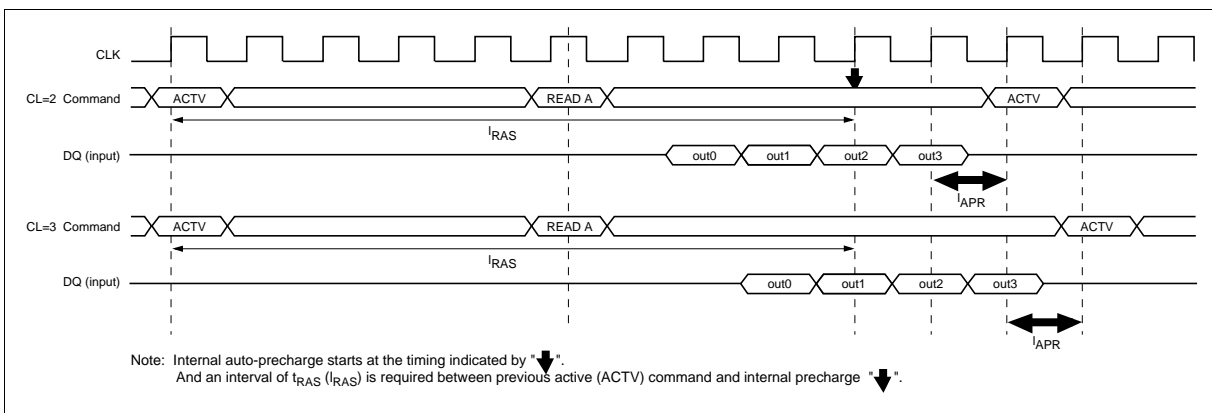 CLK
CL=2 Command
ACTV
READ A
ACTV
lRAS
DQ (input)
out0
out1
out2
out3
lAPR
CL=3 Command
ACTV
READ A
ACTV
lRAS
DQ (input)
out0
out1
out2
out3
lAPR
Note: Internal auto-precharge starts at the timing indicated by " ".
And an interval of tRAS (lRAS) is required between previous active (ACTV) command and internal precharge " ".